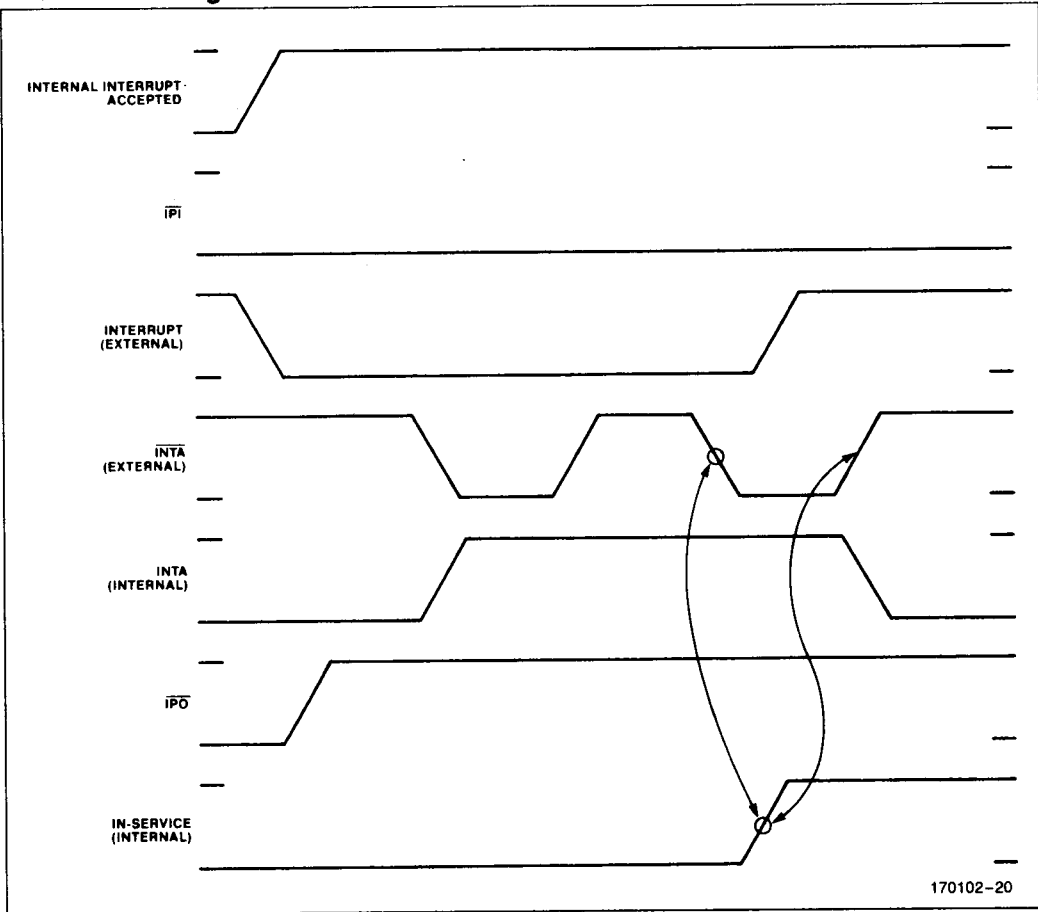 INTERNAL INTERRUPT
ACCEPTED
IPI
INTERRUPT
(EXTERNAL)
INTA
(EXTERNAL)
INTA
(INTERNAL)
IPO
IN-SERVICE
(INTERNAL)
170102-20